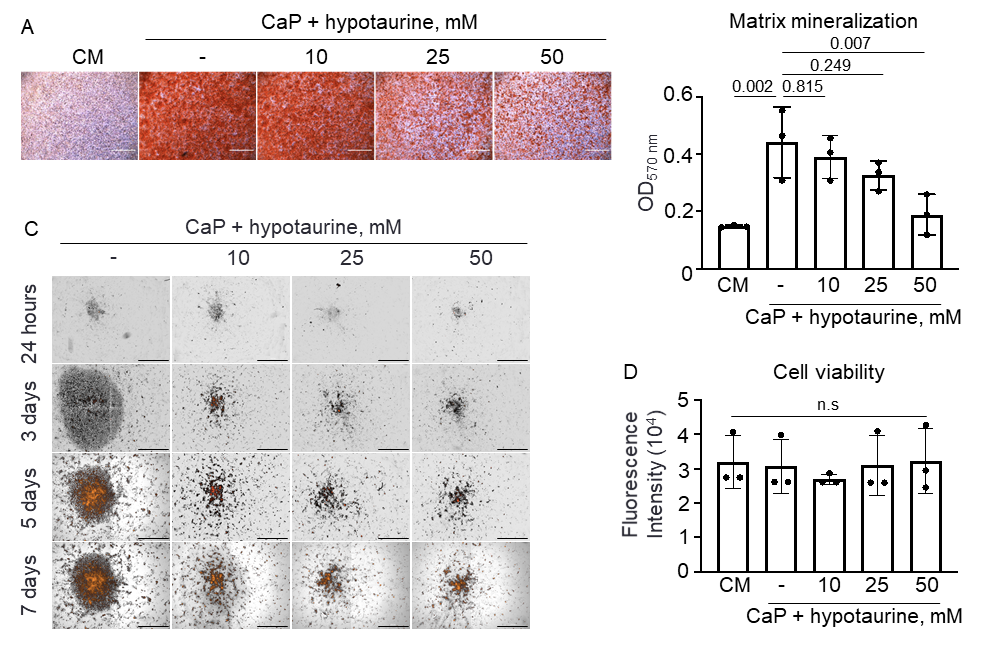 A
CaP + hypotaurine, mM
CM - 10 25 50
Matrix mineralization
0.007
0.249
0.002 0.815
0.6
0.4
0.2
0
OD570 nm
CM - 10 25 50
CaP + hypotaurine, mM
C
CaP + hypotaurine, mM
- 10 25 50
24 hours
3 days
5 days
7 days
D
Cell viability
n.s
5
4
3
2
1
0
Fluorescence
Intensity (10⁴)
CM - 10 25 50
CaP + hypotaurine, mM